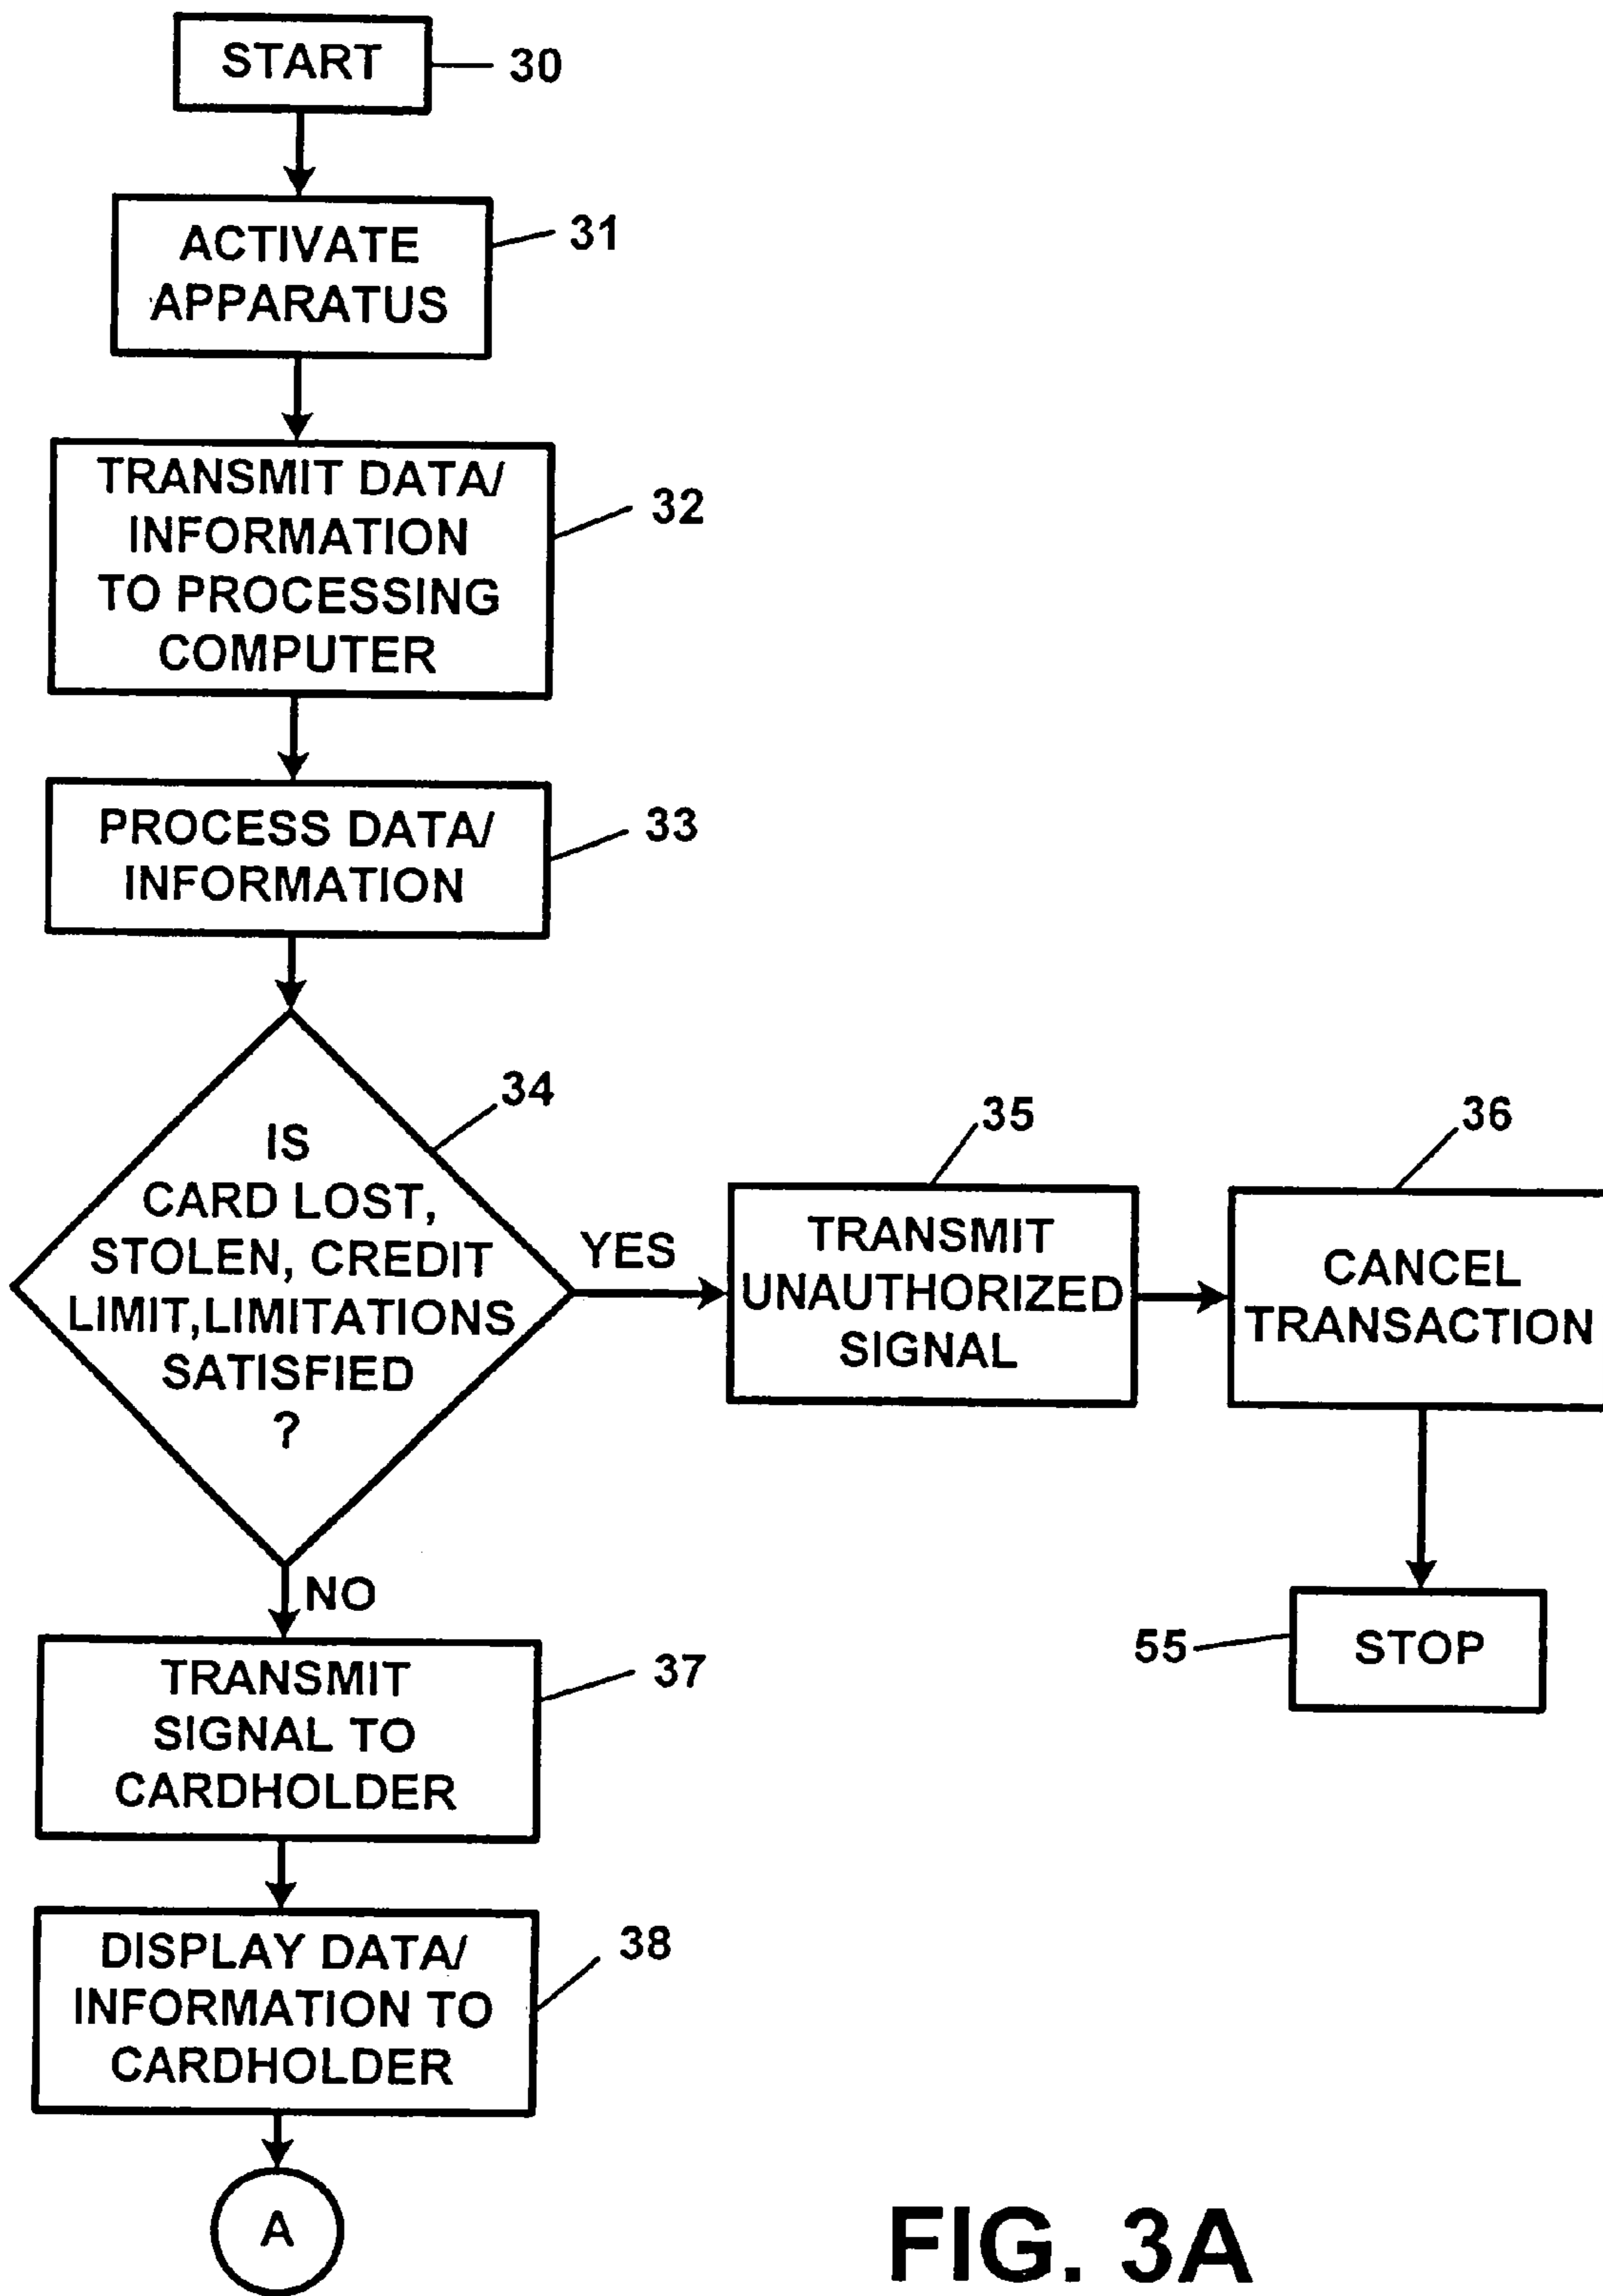 START
30
ACTIVATE
APPARATUS
31
TRANSMIT DATA/
INFORMATION
TO PROCESSING
COMPUTER
32
PROCESS DATA/
INFORMATION
33
IS
CARD LOST,
STOLEN, CREDIT
LIMIT,LIMITATIONS
SATISFIED
?
34
YES
TRANSMIT
UNAUTHORIZED
SIGNAL
35
CANCEL
TRANSACTION
36
STOP
55
NO
TRANSMIT
SIGNAL TO
CARDHOLDER
37
DISPLAY DATA/
INFORMATION TO
CARDHOLDER
38
A
FIG. 3A